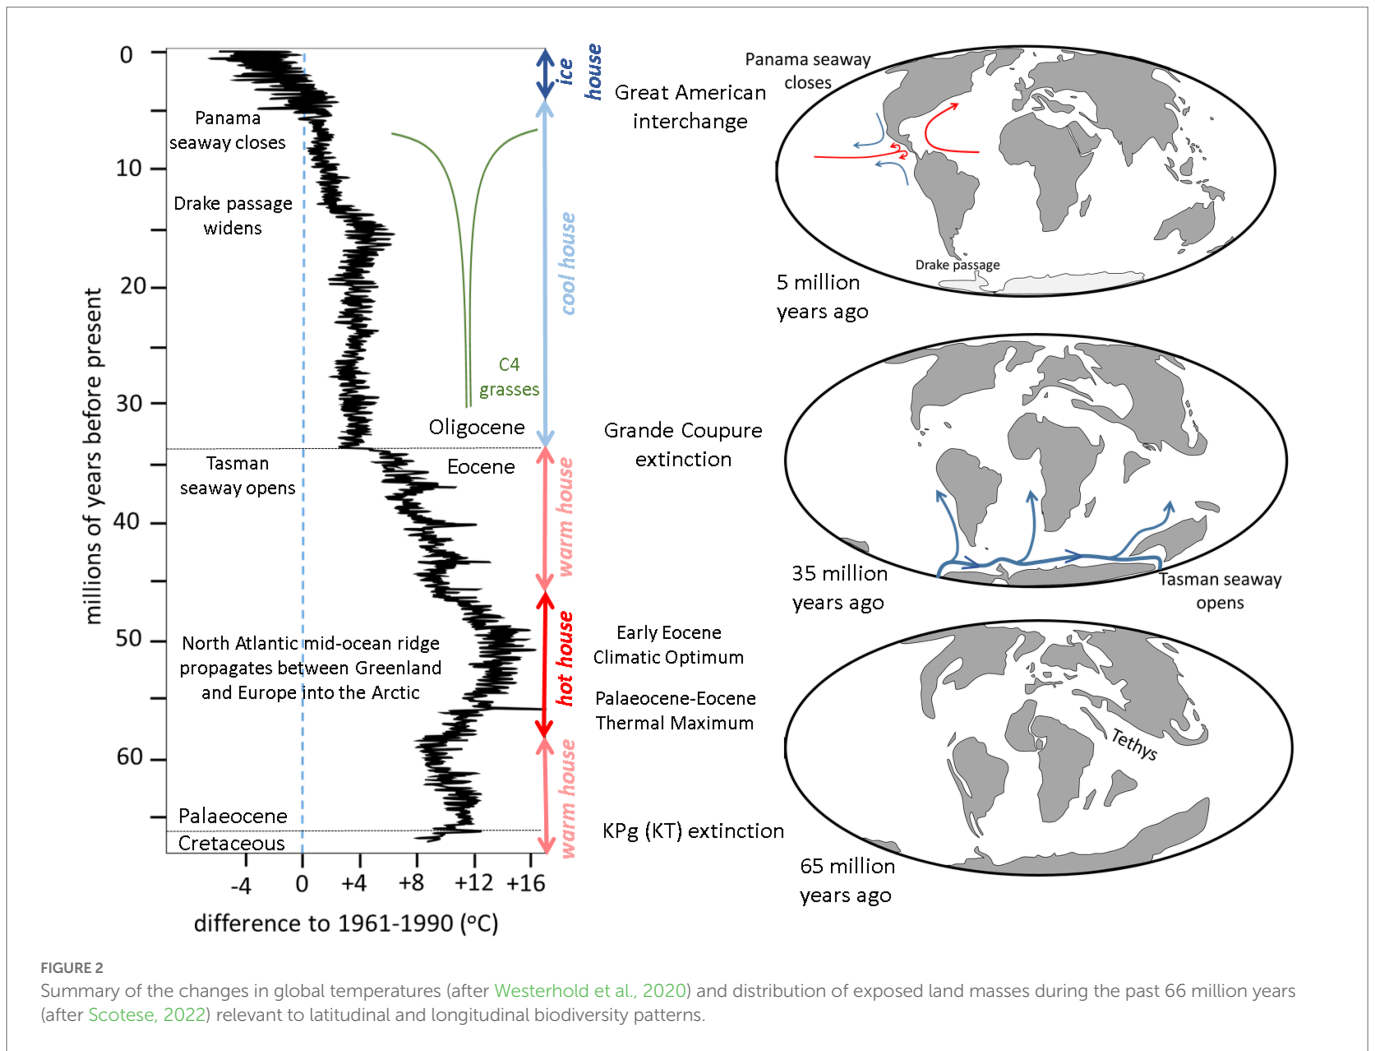 0
10
20
30
40
50
60
millions of years before present
Panama
seaway closes
Drake passage
widens
C4
grasses
Oligocene
Eocene
Tasman
seaway opens
North Atlantic mid-ocean ridge
propagates between Greenland
and Europe into the Arctic
Palaeocene
Cretaceous
-4
0
+4
+8
+12
+16
difference to 1961-1990 (ºC)
ice
house
cool house
warm house
hot house
warm house
Great American
interchange
Grande Coupure
extinction
Early Eocene
Climatic Optimum
Palaeocene-Eocene
Thermal Maximum
KPg (KT) extinction
Panama seaway
closes
Drake passage
5 million
years ago
35 million
years ago
Tasman seaway
opens
Tethys
65 million
years ago
FIGURE 2
Summary of the changes in global temperatures (after Westerhold et al., 2020) and distribution of exposed land masses during the past 66 million years
(after Scotese, 2022) relevant to latitudinal and longitudinal biodiversity patterns.